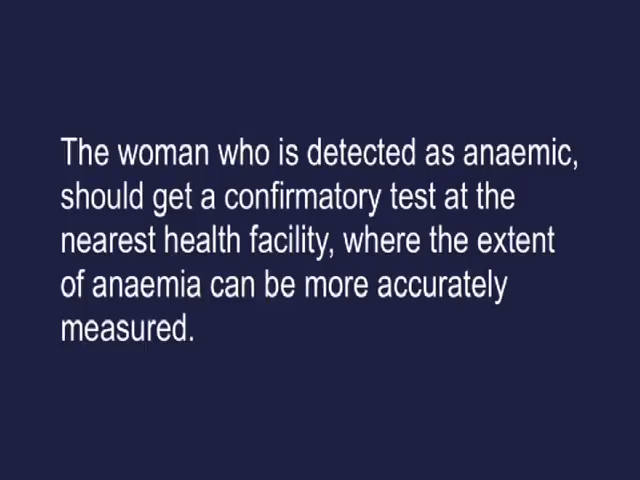 The woman who is detected as anaemic,
should get a confirmatory test at the
nearest health facility, where the extent
of anaemia can be more accurately
measured.